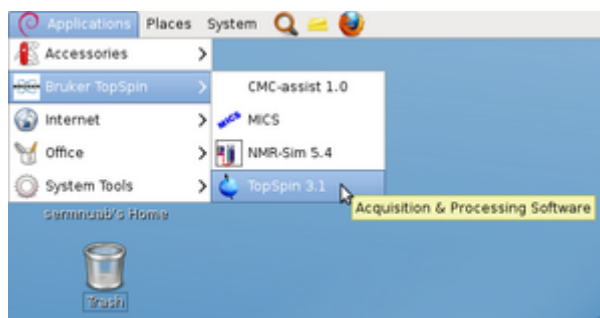 Applications Places System
Accessories
Bruker TopSpin
Internet
Office
System Tools
CMC-assist 1.0
MICS
NMR-Sim 5.4
TopSpin 3.1
Acquisition & Processing Software
Home
Trash